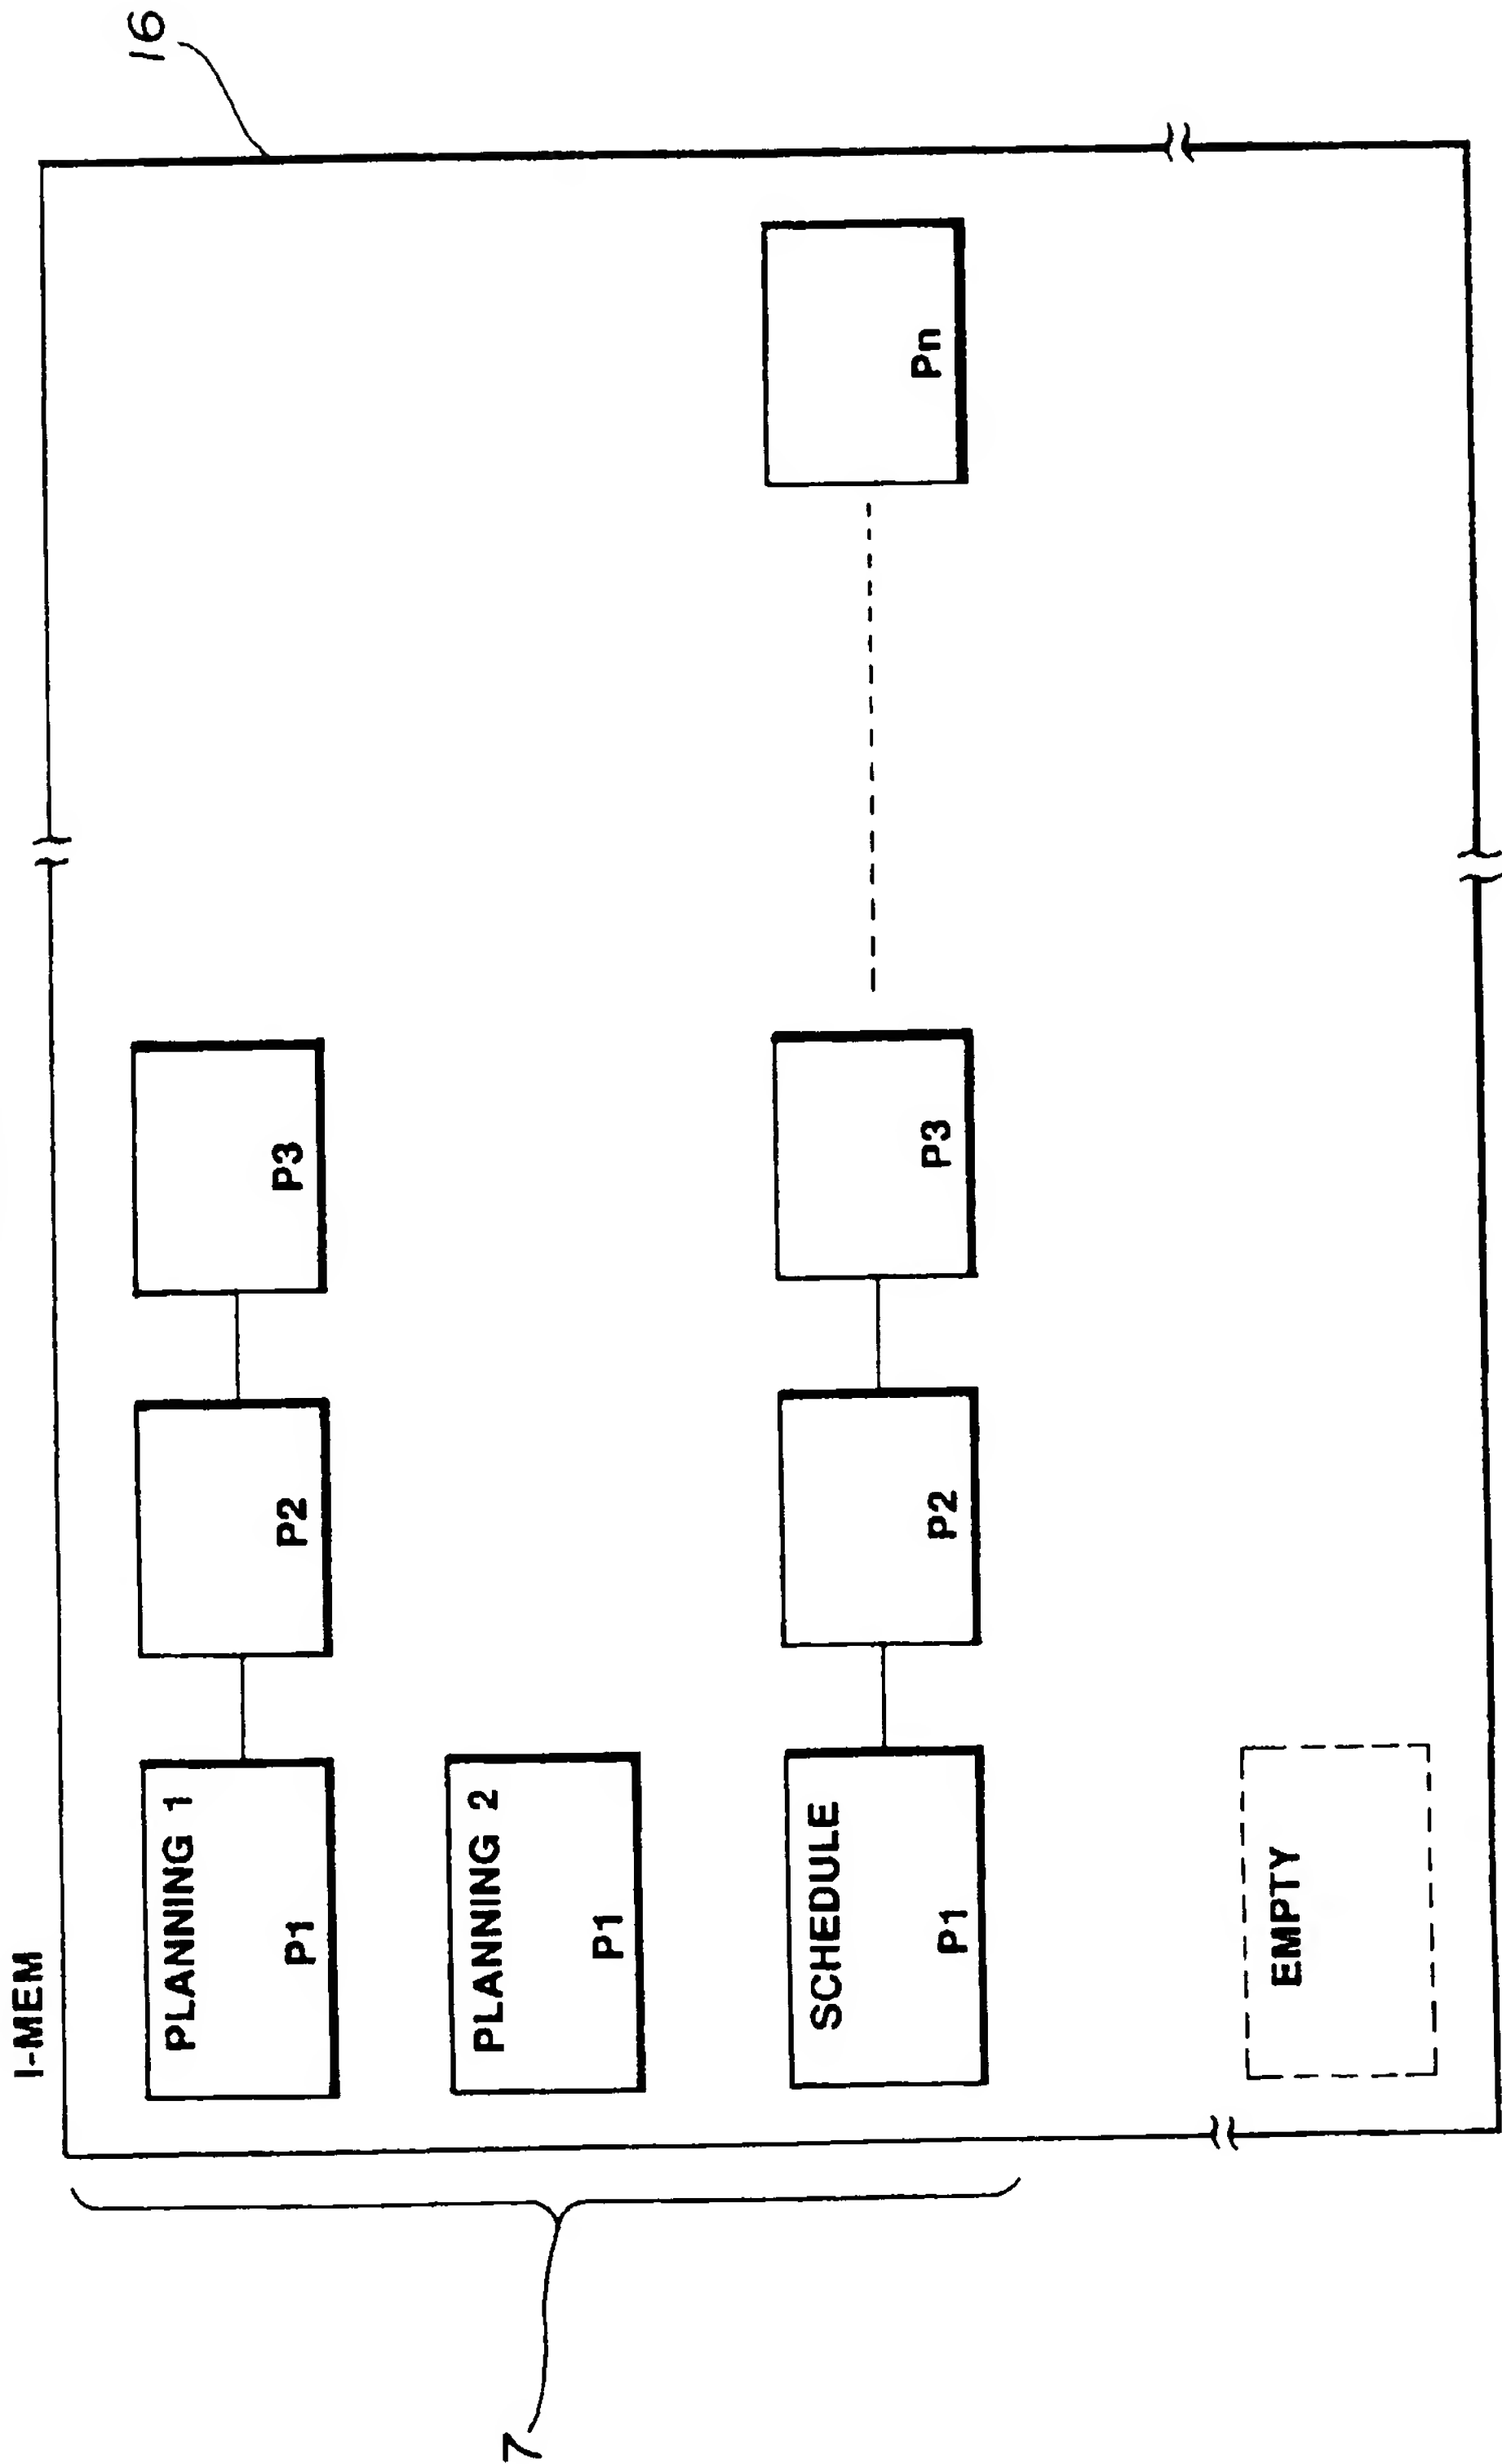 I-MEM
16
PLANNING 1
P1
P2
P3
PLANNING 2
P1
7
SCHEDULE
P1
P2
P3
Pn
EMPTY